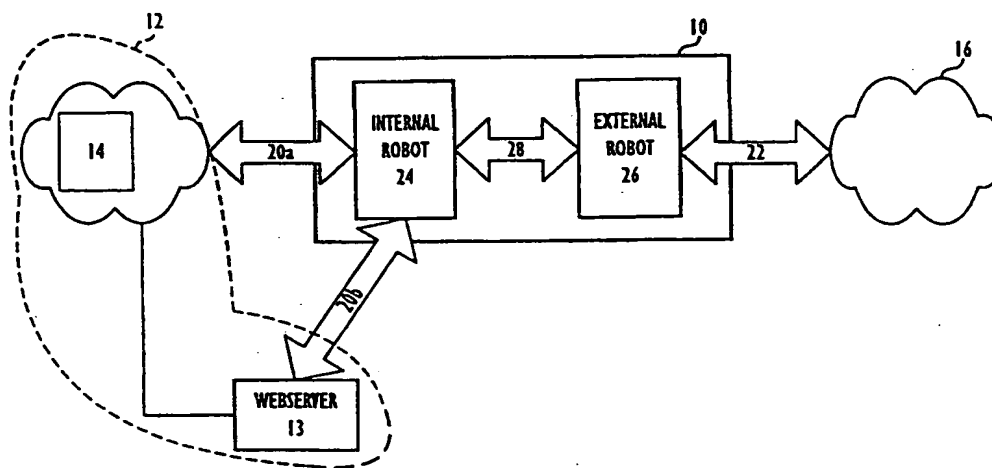 12
10
16
14
20a
INTERNAL
ROBOT
24
28
EXTERNAL
ROBOT
26
22
20b
WEBSERVER
13